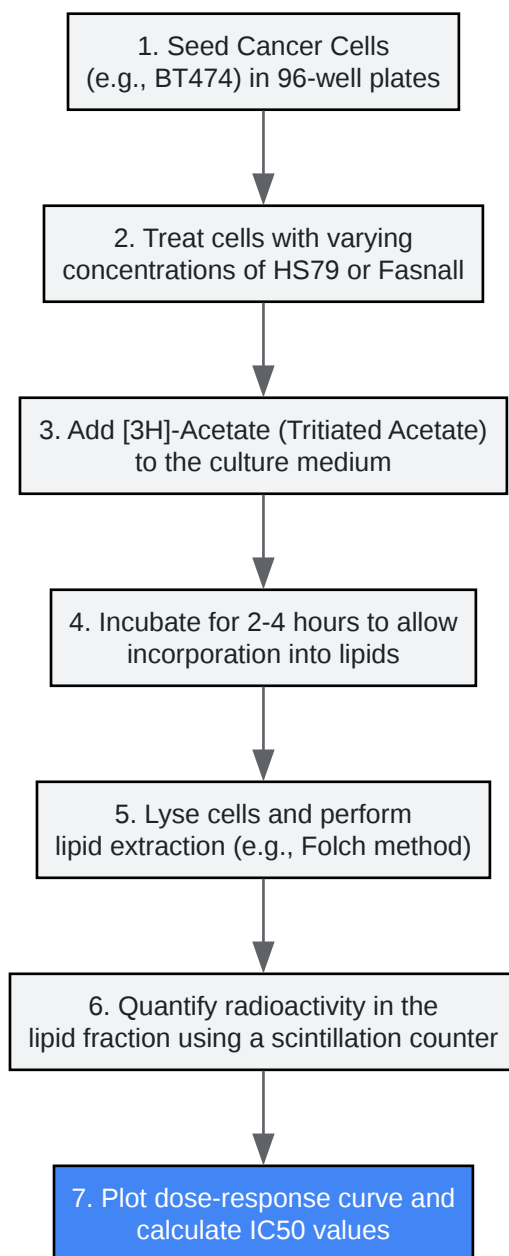 1. Seed Cancer Cells
(e.g., BT474) in 96-well plates
2. Treat cells with varying
concentrations of HS79 or Fasnall
3. Add [3H]-Acetate (Tritiated Acetate)
to the culture medium
4. Incubate for 2-4 hours to allow
incorporation into lipids
5. Lyse cells and perform
lipid extraction (e.g., Folch method)
6. Quantify radioactivity in the
lipid fraction using a scintillation counter
7. Plot dose-response curve and
calculate IC50 values